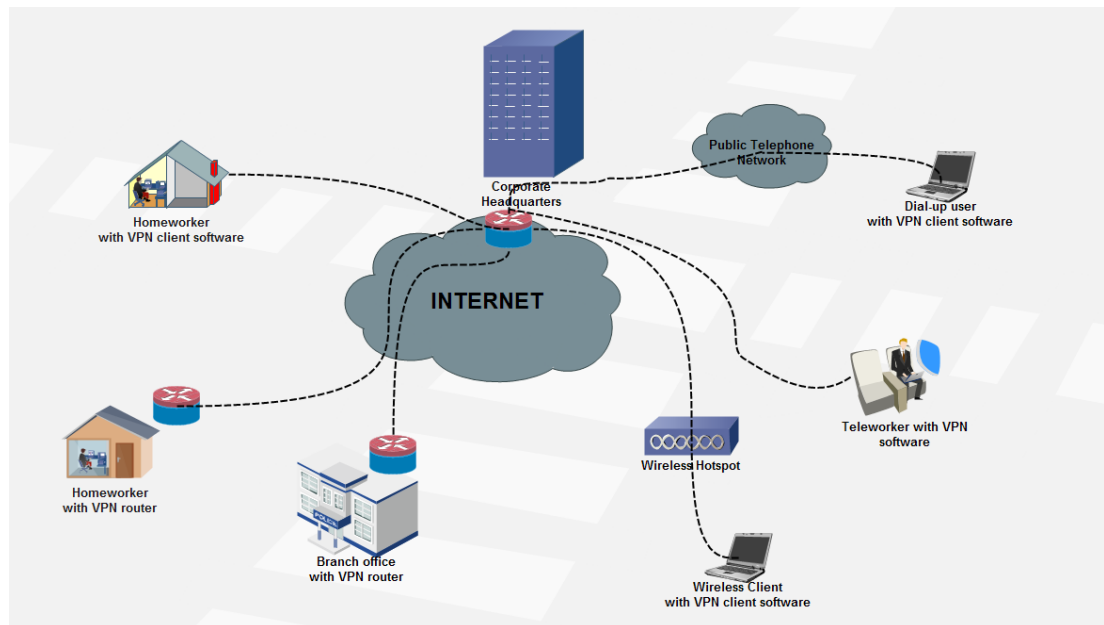 Public Telephone
Network
Corporate
Headquarters
Dial-up user
with VPN client software
Homeworker
with VPN client software
INTERNET
Teleworker with VPN
software
Wireless Hotspot
Homeworker
with VPN router
POLICE
Branch office
with VPN router
Wireless Client
with VPN client software